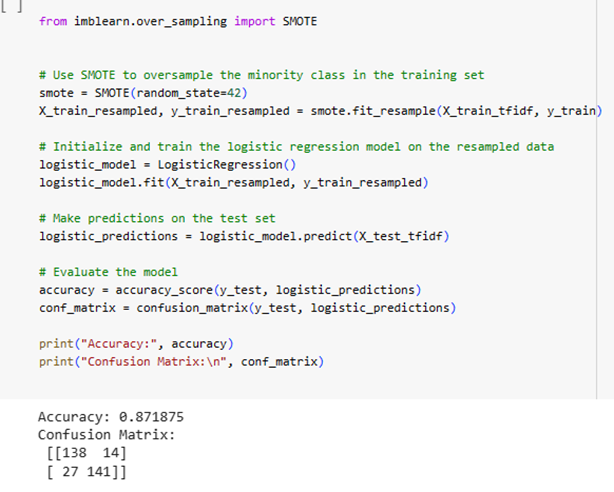 [ ]
from imblearn.over_sampling import SMOTE
# Use SMOTE to oversample the minority class in the training set
smote = SMOTE(random_state=42)
X_train_resampled, y_train_resampled = smote.fit_resample(X_train_tfidf, y_train)
# Initialize and train the logistic regression model on the resampled data
logistic_model = LogisticRegression()
logistic_model.fit(X_train_resampled, y_train_resampled)
# Make predictions on the test set
logistic_predictions = logistic_model.predict(X_test_tfidf)
# Evaluate the model
accuracy = accuracy_score(y_test, logistic_predictions)
conf_matrix = confusion_matrix(y_test, logistic_predictions)
print("Accuracy:", accuracy)
print("Confusion Matrix:\n", conf_matrix)
Accuracy: 0.871875
Confusion Matrix:
[[138  14]
[ 27 141]]